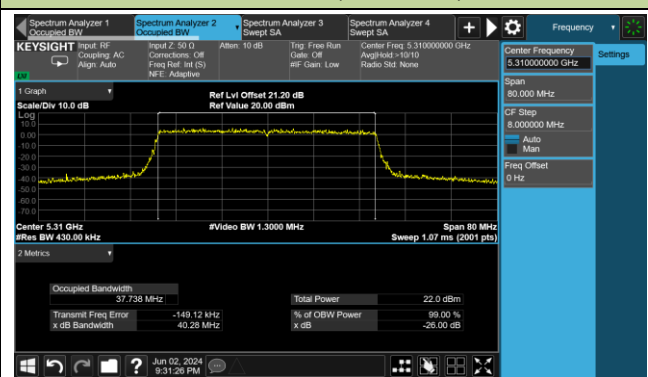 Spectrum Analyzer 1
Occupied BW
Spectrum Analyzer 2
Occupied BW
Spectrum Analyzer 3
Swept SA
Spectrum Analyzer 4
Swept SA
Frequency
KEYSIGHT
Input: RF
Coupling: AC
Align: Auto
Input Z: 50 Ω
Corrections: Off
Freq Ref: Int (S)
NFE: Adaptive
Atten: 10 dB
Trig: Free Run
Gate: Off
#IF Gain: Low
Center Freq: 5.310000000 GHz
Avg|Hold:>10/10
Radio Std: None
LXI
Center Frequency
5.310000000 GHz
Settings
Span
80.000 MHz
CF Step
8.000000 MHz
Auto
Man
Freq Offset
0 Hz
1 Graph
Scale/Div 10.0 dB
Ref Lvl Offset 21.20 dB
Ref Value 20.00 dBm
Log
10.0
0.00
-10.0
-20.0
-30.0
-40.0
-50.0
-60.0
-70.0
Center 5.31 GHz
#Res BW 430.00 kHz
#Video BW 1.3000 MHz
Span 80 MHz
Sweep 1.07 ms (2001 pts)
2 Metrics
Occupied Bandwidth
37.738 MHz
Total Power 22.0 dBm
Transmit Freq Error -149.12 kHz
% of OBW Power 99.00 %
x dB Bandwidth 40.28 MHz
x dB -26.00 dB
Jun 02, 2024
9:31:26 PM